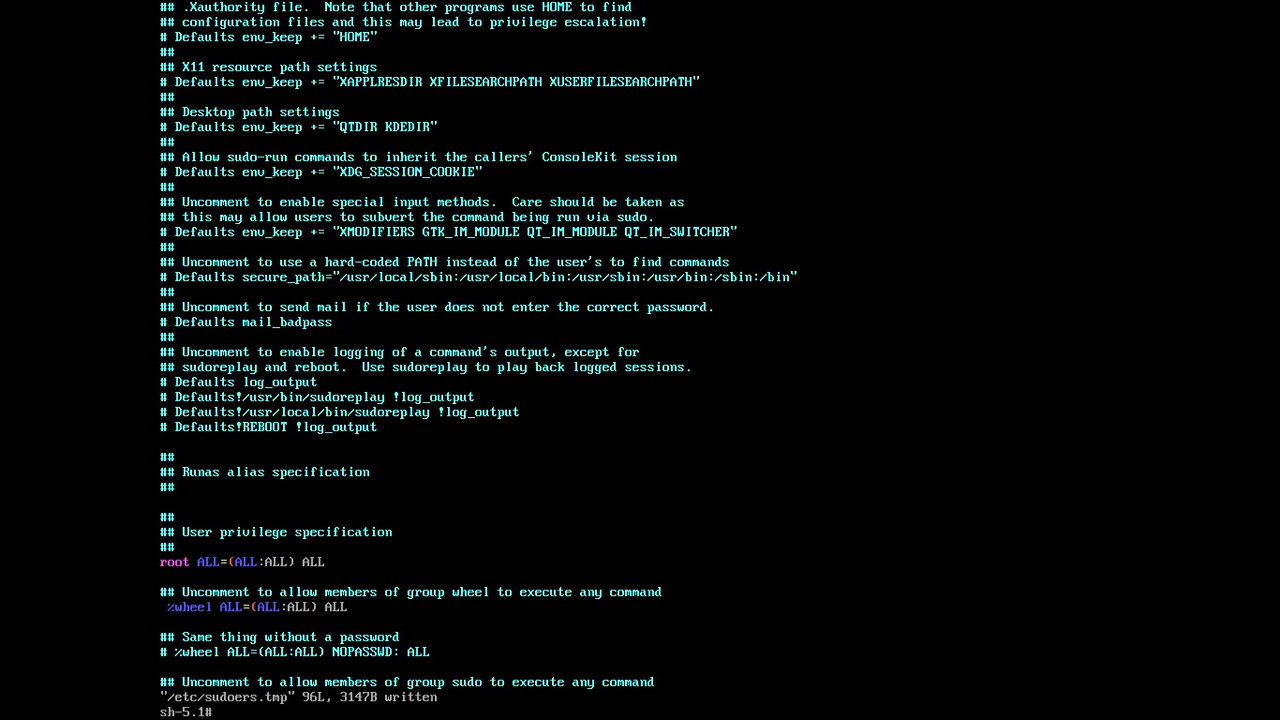 ## .Xauthority file.  Note that other programs use HOME to find
## configuration files and this may lead to privilege escalation!
# Defaults env_keep += "HOME"
##
## X11 resource path settings
# Defaults env_keep += "XAPPLRESDIR XFILESEARCHPATH XUSERFILESEARCHPATH"
##
## Desktop path settings
# Defaults env_keep += "QTDIR KDEDIR"
##
## Allow sudo-run commands to inherit the callers' ConsoleKit session
# Defaults env_keep += "XDG_SESSION_COOKIE"
##
## Uncomment to enable special input methods.  Care should be taken as
## this may allow users to subvert the command being run via sudo.
# Defaults env_keep += "XMODIFIERS GTK_IM_MODULE QT_IM_MODULE QT_IM_SWITCHER"
##
## Uncomment to use a hard-coded PATH instead of the user's to find commands
# Defaults secure_path="/usr/local/sbin:/usr/local/bin:/usr/sbin:/usr/bin:/sbin:/bin"
##
## Uncomment to send mail if the user does not enter the correct password.
# Defaults mail_badpass
##
## Uncomment to enable logging of a command's output, except for
## sudoreplay and reboot.  Use sudoreplay to play back logged sessions.
# Defaults log_output
# Defaults!/usr/bin/sudoreplay !log_output
# Defaults!/usr/local/bin/sudoreplay !log_output
# Defaults!REBOOT !log_output

##
## Runas alias specification
##

##
## User privilege specification
##
root ALL=(ALL:ALL) ALL

## Uncomment to allow members of group wheel to execute any command
 %wheel ALL=(ALL:ALL) ALL

## Same thing without a password
# %wheel ALL=(ALL:ALL) NOPASSWD: ALL

## Uncomment to allow members of group sudo to execute any command
"/etc/sudoers.tmp" 96L, 3147B written
sh-5.1#